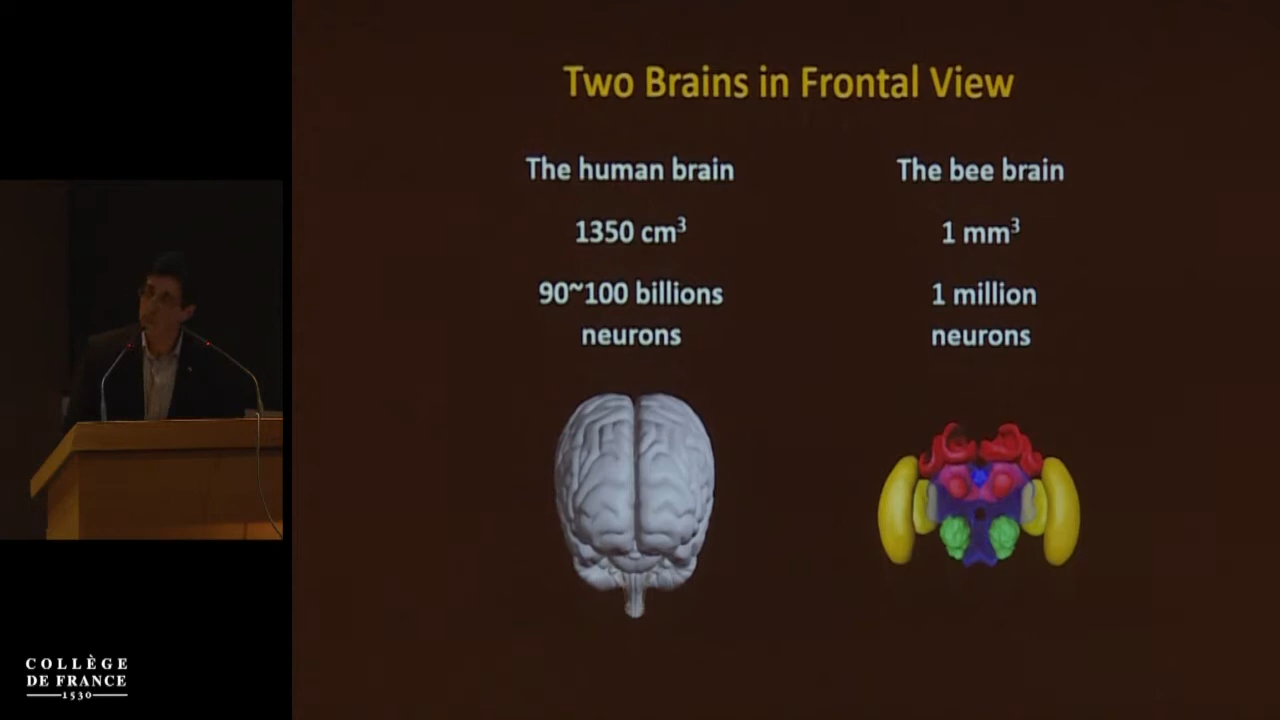 Two Brains in Frontal View
The human brain
1350 cm³
90~100 billions
neurons
The bee brain
1 mm³
1 million
neurons
COLLÈGE
DE FRANCE
1530